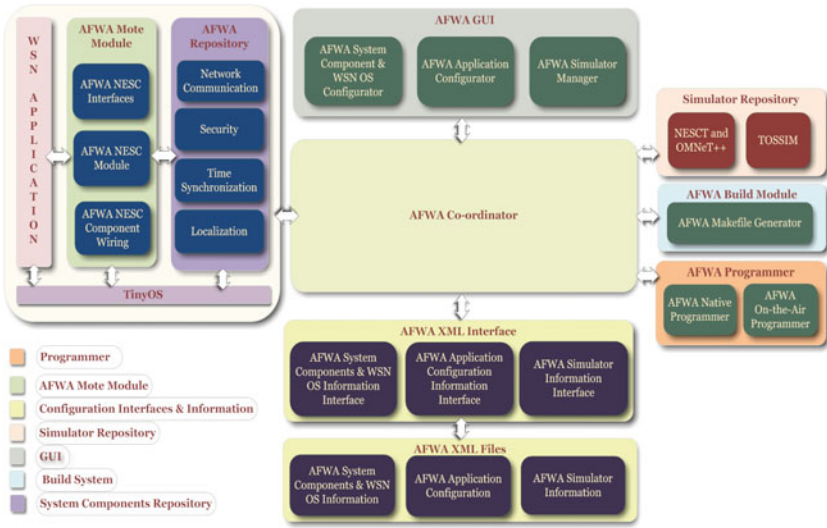 WSN APPLICATION
AFWA Mote
Module
AFWA NESC
Interfaces
AFWA NESC
Module
AFWA NESC
Component
Wiring
AFWA
Repository
Network
Communication
Security
Time
Synchronization
Localization
TinyOS
AFWA GUI
AFWA System
Component &
WSN OS
Configurator
AFWA Application
Configurator
AFWA Simulator
Manager
AFWA Co-ordinator
Simulator Repository
NESCT and
OMNeT++
TOSSIM
AFWA Build Module
AFWA Makefile Generator
AFWA Programmer
AFWA Native
Programmer
AFWA
On-the-Air
Programmer
AFWA XML Interface
AFWA System
Components & WSN
OS Information
Interface
AFWA Application
Configuration
Information
Interface
AFWA Simulator
Information
Interface
AFWA XML Files
AFWA System
Components & WSN
OS Information
AFWA Application
Configuration
AFWA Simulator
Information
Programmer
AFWA Mote Module
Configuration Interfaces & Information
Simulator Repository
GUI
Build System
System Components Repository